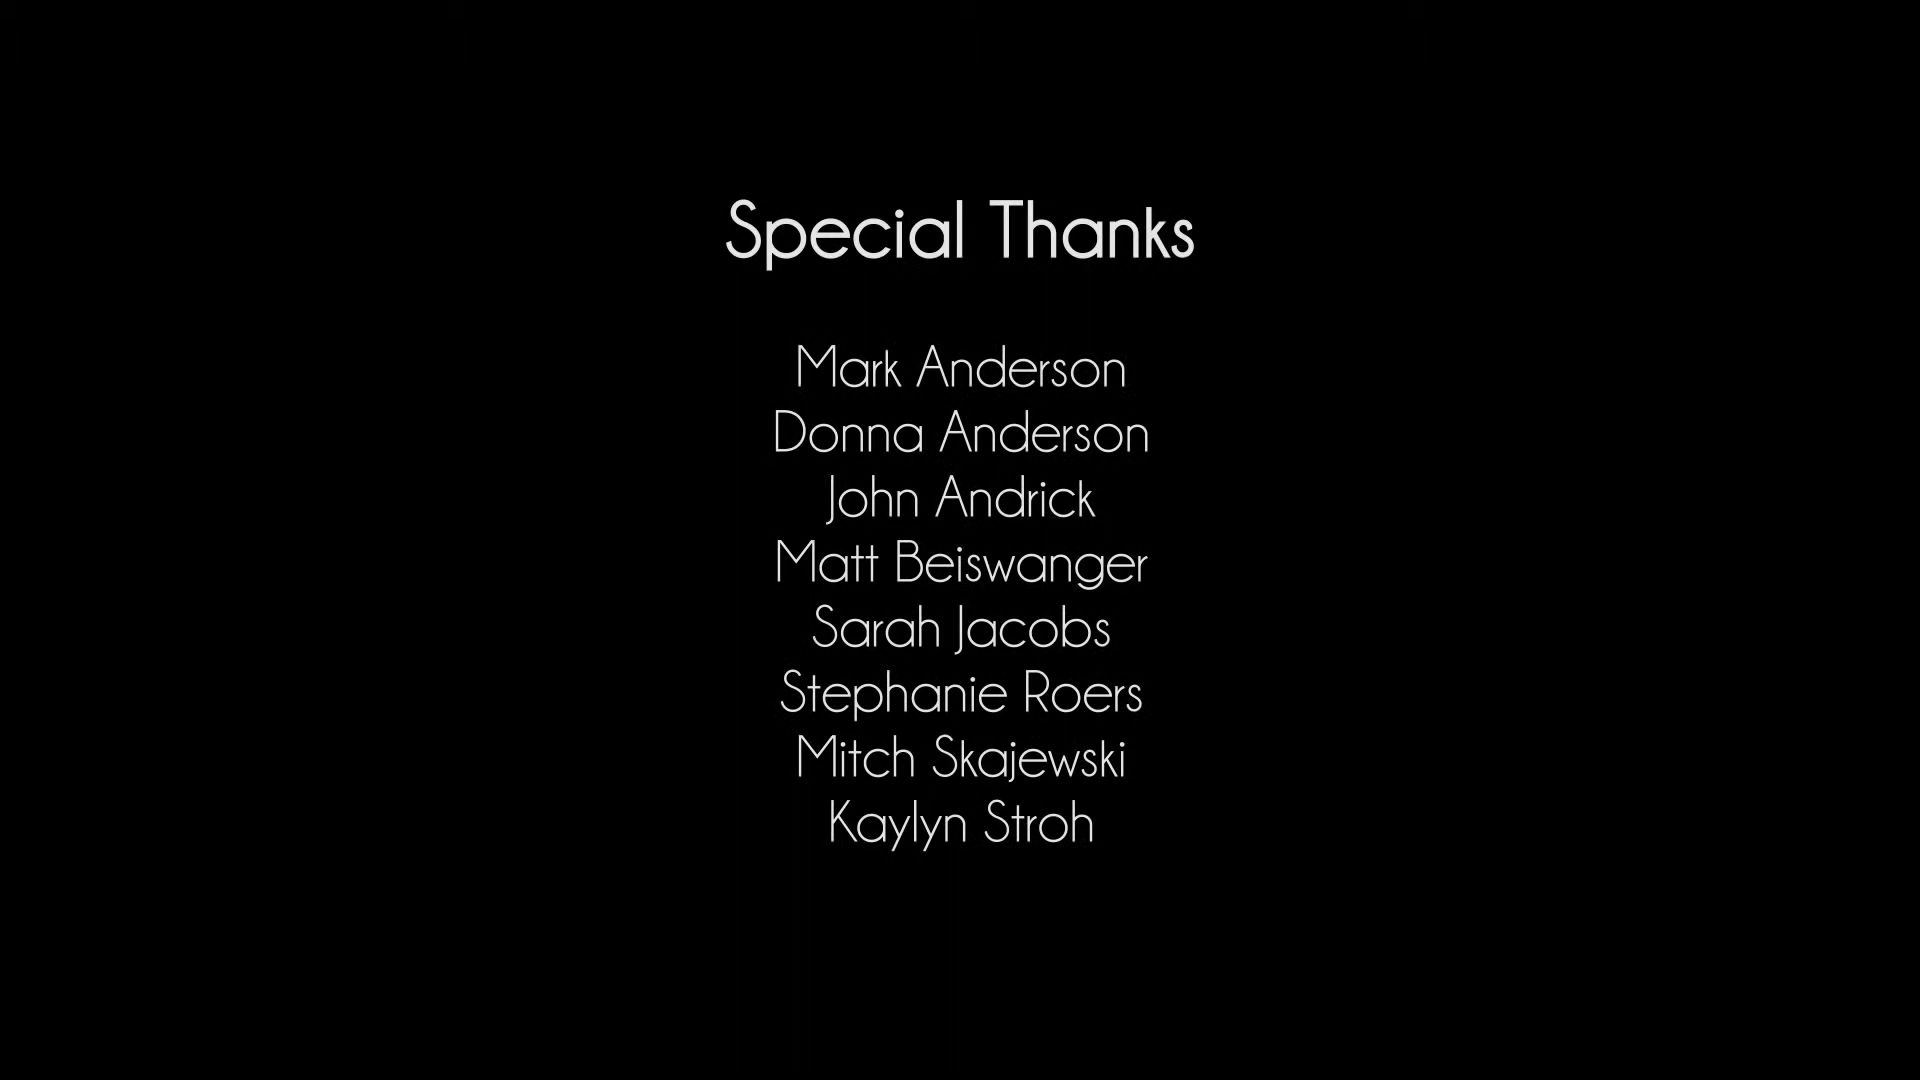 Special Thanks
Mark Anderson
Donna Anderson
John Andrick
Matt Beiswanger
Sarah Jacobs
Stephanie Roers
Mitch Skajewski
Kaylyn Stroh